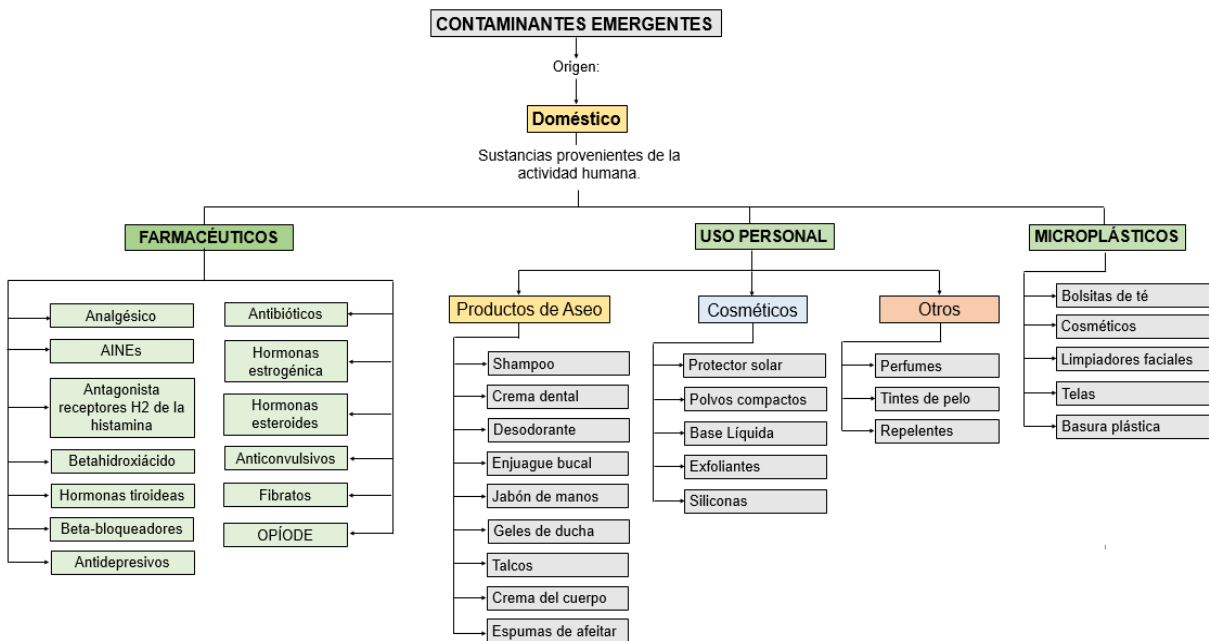 CONTAMINANTES EMERGENTES
Origen:
Doméstico
Sustancias provenientes de la
actividad humana.
FARMACÉUTICOS
Analgésico
AINEs
Antagonista
receptores H2 de la
histamina
Betahidroxiácido
Hormonas tiroideas
Beta-bloqueadores
Antidepresivos
Antibióticos
Hormonas
estrogénica
Hormonas
esteroides
Anticonvulsivos
Fibratos
OPÍODE
USO PERSONAL
Productos de Aseo
Shampoo
Crema dental
Desodorante
Enjuague bucal
Jabón de manos
Geles de ducha
Talcos
Crema del cuerpo
Espumas de afeitar
Cosméticos
Protector solar
Polvos compactos
Base Líquida
Exfoliantes
Siliconas
Otros
Perfumes
Tintes de pelo
Repelentes
MICROPLÁSTICOS
Bolsitas de té
Cosméticos
Limpiadores faciales
Telas
Basura plástica